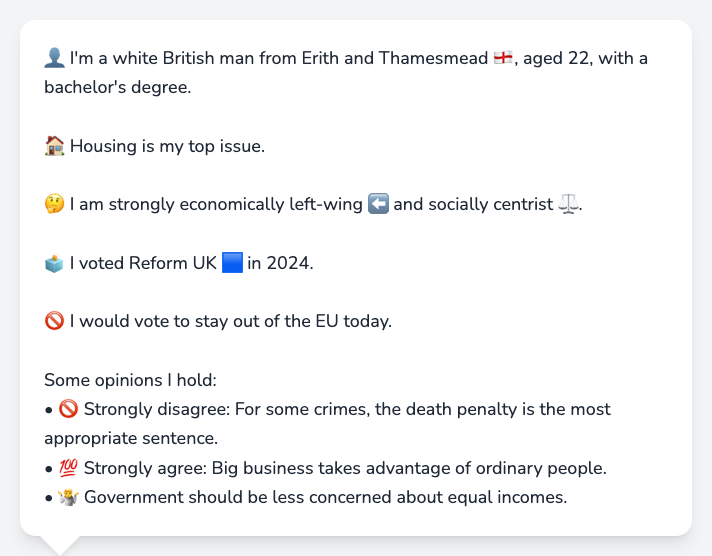 👤 I'm a white British man from Erith and Thamesmead 🏴󠁧󠁢󠁥󠁮󠁧󠁿, aged 22, with a
bachelor's degree.
🏠 Housing is my top issue.
🤔 I am strongly economically left-wing ⬅️ and socially centrist ⚖️.
🗳️ I voted Reform UK 🟦 in 2024.
🚫 I would vote to stay out of the EU today.
Some opinions I hold:
• 🚫 Strongly disagree: For some crimes, the death penalty is the most
appropriate sentence.
• 💯 Strongly agree: Big business takes advantage of ordinary people.
• 🤷 Government should be less concerned about equal incomes.